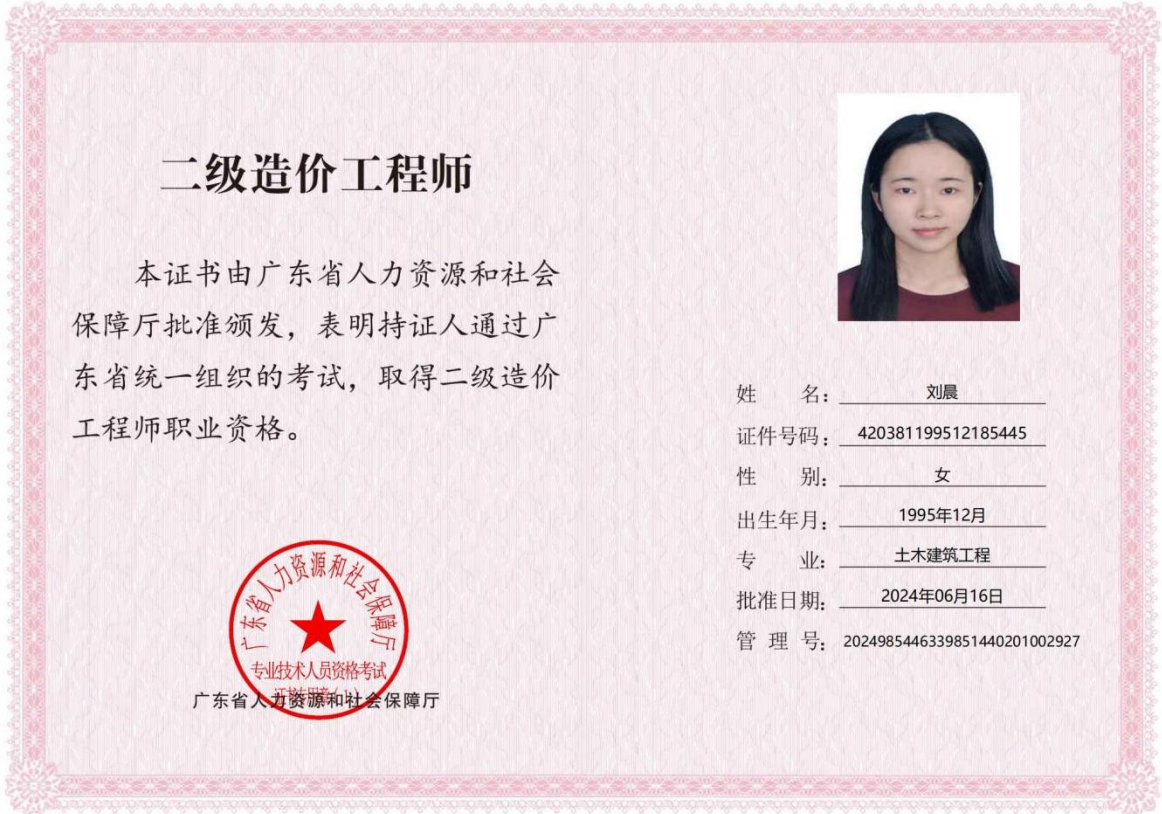 二级造价工程师
本证书由广东省人力资源和社会
保障厅批准颁发，表明持证人通过广
东省统一组织的考试，取得二级造价
工程师职业资格。
广东省人力资源和社会保障厅
专业技术人员资格考试
广东省人力资源和社会保障厅
姓 名：刘晨
证件号码：420381199512185445
性 别：女
出生年月：1995年12月
专 业：土木建筑工程
批准日期：2024年06月16日
管 理 号：2024985446339851440201002927